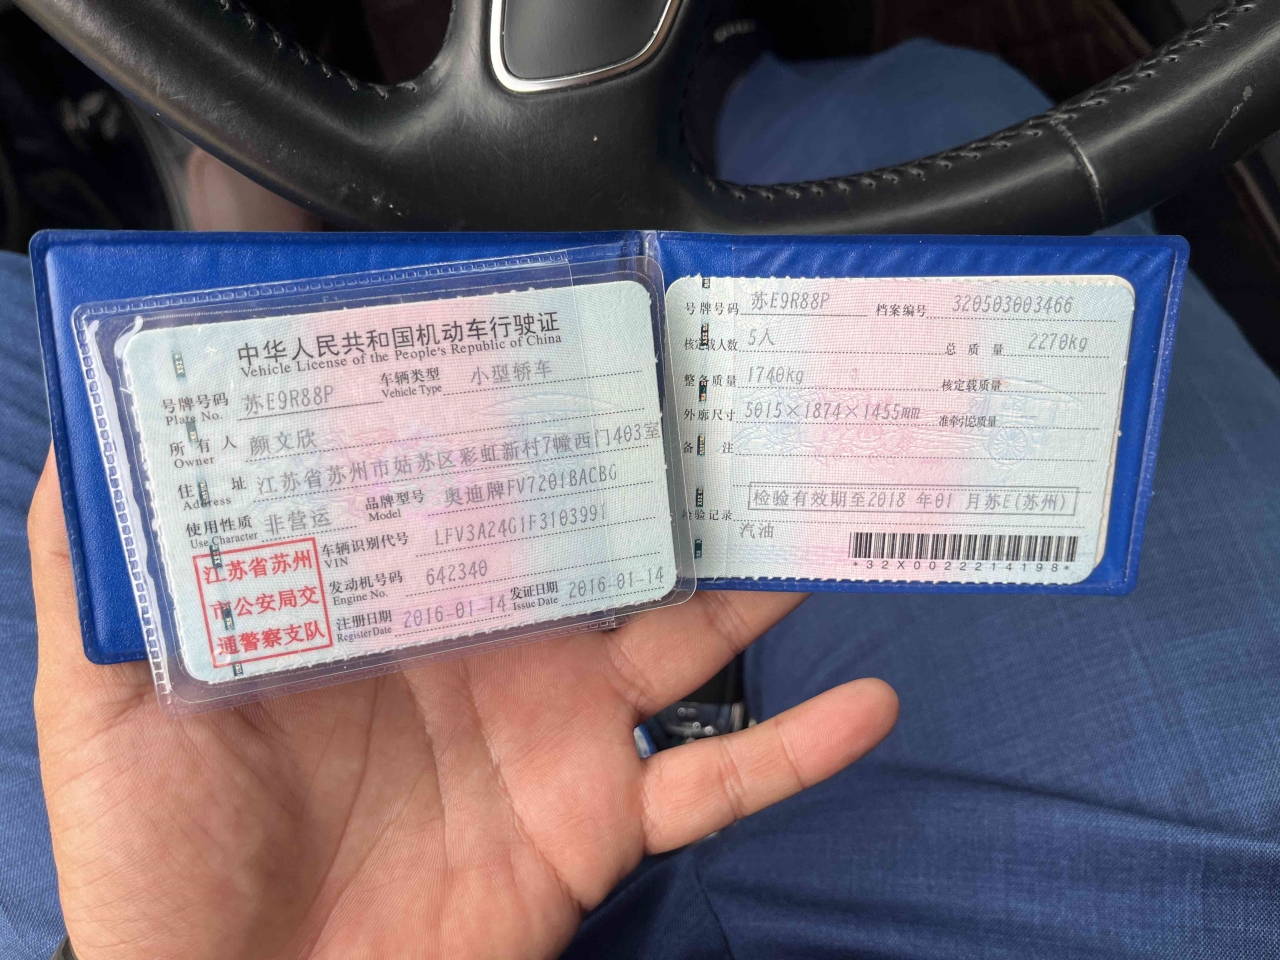 中华人民共和国机动车行驶证
Vehicle License of the People's Republic of China
号牌号码 苏E9R88P 车辆类型 小型轿车
Plate No. Vehicle Type
所有人 颜文欣
Owner
住址 江苏省苏州市姑苏区彩虹新村7幢西门403室
Address
使用性质 非营运 品牌型号 奥迪牌FV7201BACBG
Use Character Model
车辆识别代号 LFV3A24G1F3103991
VIN
发动机号码 642340
Engine No.
注册日期 2016-01-14 发证日期 2016-01-14
Register Date Issue Date
江苏省苏州
市公安局交
通警察支队
号牌号码 苏E9R88P 档案编号 320503003466
核定载人数 5人 总质量 2270kg
整备质量 1740kg 核定载质量
外廓尺寸 5015×1874×1455mm 准牵引总质量
备注
检验有效期至2018 年01 月苏E(苏州)
检验记录
汽油
*32X0022214198*